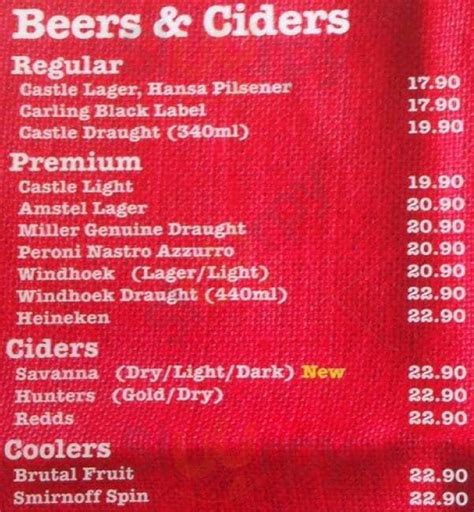 Beers & Ciders
Regular
Castle Lager, Hansa Pilsener 17.90
Carling Black Label 17.90
Castle Draught (340ml) 19.90
Premium
Castle Light 19.90
Amstel Lager 20.90
Miller Genuine Draught 20.90
Peroni Nastro Azzurro 20.90
Windhoek (Lager/Light) 20.90
Windhoek Draught (440ml) 22.90
Heineken 22.90
Ciders
Savanna (Dry/Light/Dark) New 22.90
Hunters (Gold/Dry) 22.90
Redds 22.90
Coolers
Brutal Fruit 22.90
Smirnoff Spin 22.90